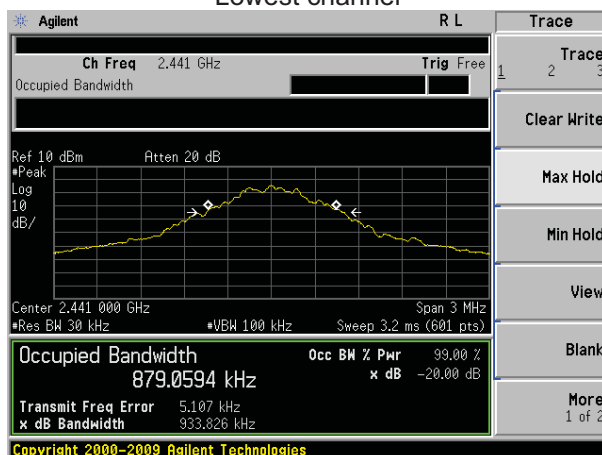 Lowest channel
Agilent R L Trace
Ch Freq 2.441 GHz Trig Free
Occupied Bandwidth
Trace
1 2 3
Clear Write
Max Hold
Min Hold
View
Blank
More
1 of 2
Ref 10 dBm Atten 20 dB
#Peak
Log
10
dB/
Center 2.441 000 GHz Span 3 MHz
#Res BW 30 kHz #VBW 100 kHz Sweep 3.2 ms (601 pts)
Occupied Bandwidth Occ BW % Pwr 99.00 %
879.0594 kHz x dB -20.00 dB
Transmit Freq Error 5.107 kHz
x dB Bandwidth 933.826 kHz
Copyright 2000-2009 Agilent Technologies